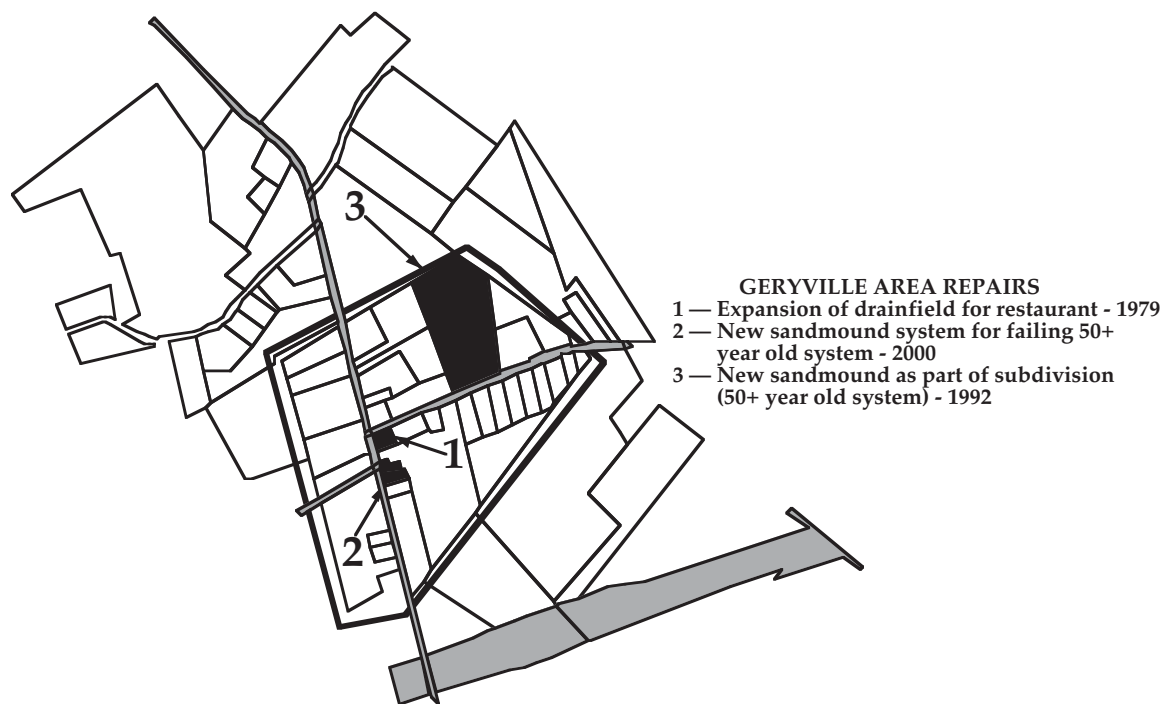 3
GERYVILLE AREA REPAIRS
1 — Expansion of drainfield for restaurant - 1979
2 — New sandmound system for failing 50+
year old system - 2000
3 — New sandmound as part of subdivision
(50+ year old system) - 1992
1
2